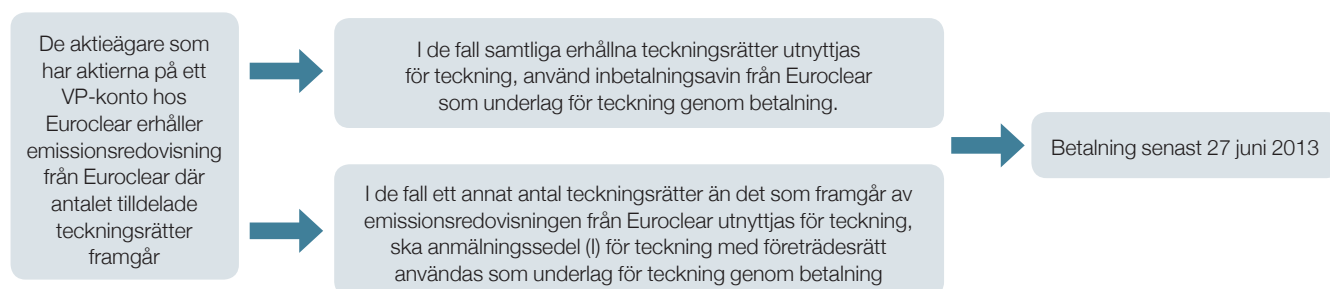 De aktieägare som
har aktierna på ett
VP-konto hos
Euroclear erhåller
emissionsredovisning
från Euroclear där
antalet tilldelade
teckningsrätter
framgår
I de fall samtliga erhållna teckningsrätter utnyttjas
för teckning, använd inbetalningsavin från Euroclear
som underlag för teckning genom betalning.
I de fall ett annat antal teckningsrätter än det som framgår av
emissionsredovisningen från Euroclear utnyttjas för teckning,
ska anmälningssedel (I) för teckning med företrädesrätt
användas som underlag för teckning genom betalning
Betalning senast 27 juni 2013